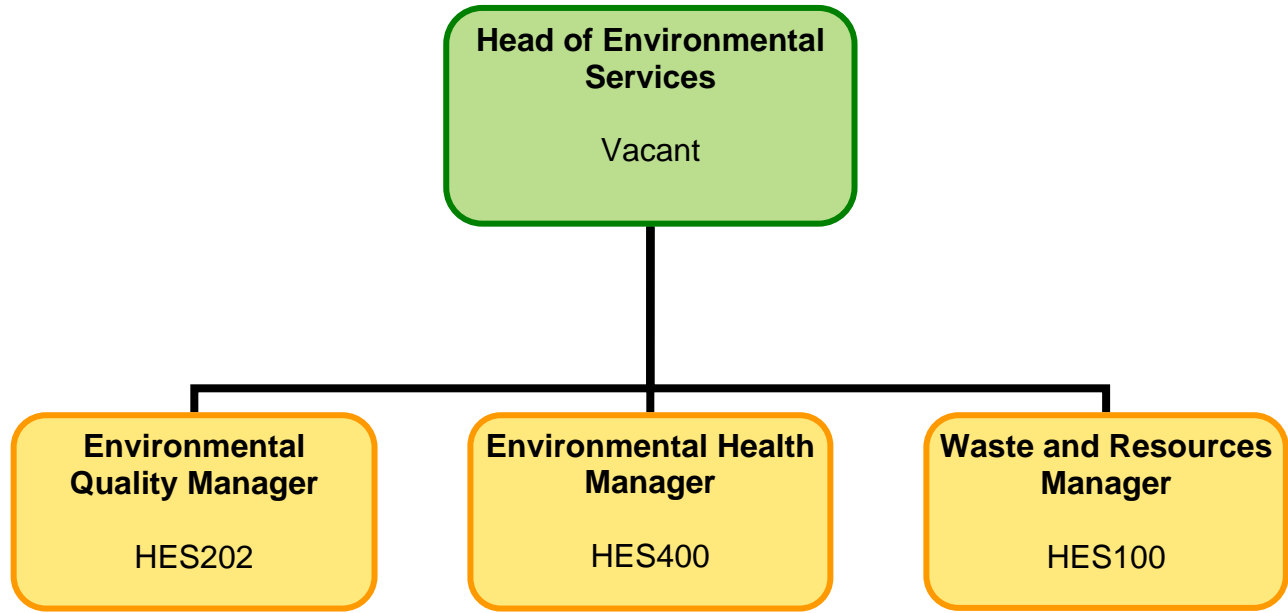 Head of Environmental
Services
Vacant
Environmental
Quality Manager
HES202
Environmental Health
Manager
HES400
Waste and Resources
Manager
HES100